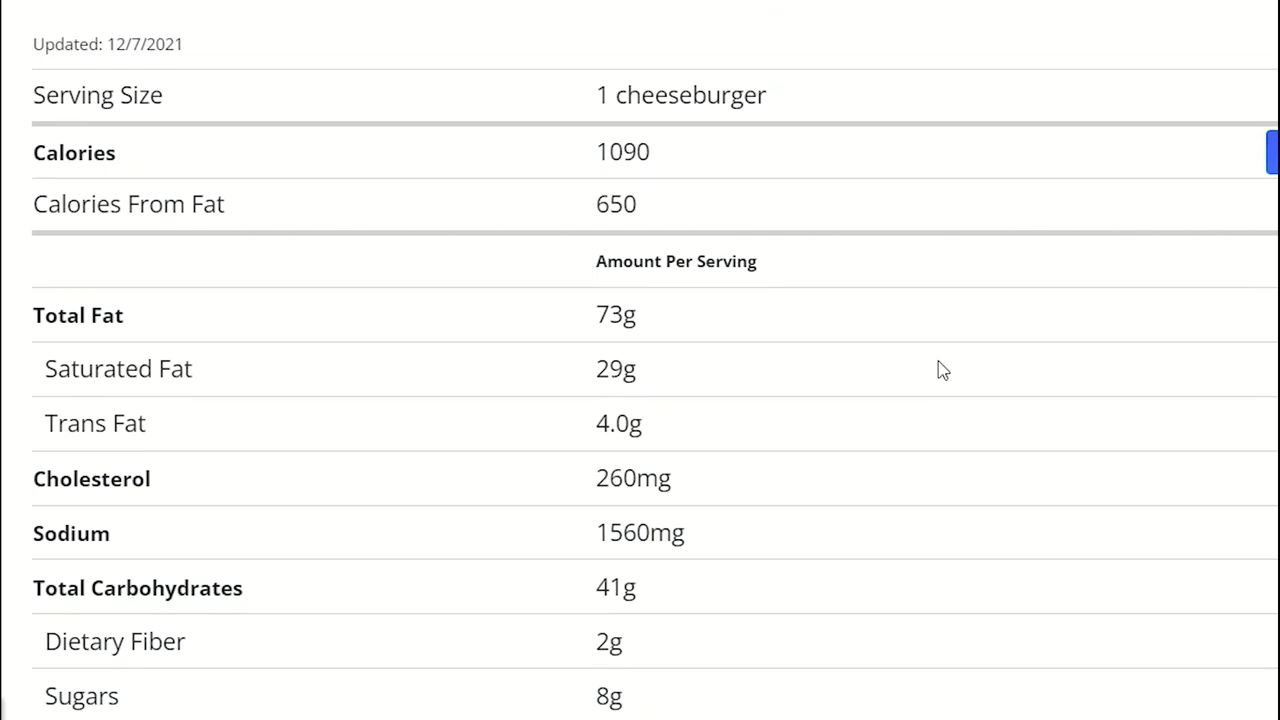 Updated: 12/7/2021
Serving Size 1 cheeseburger
Calories 1090
Calories From Fat 650
Amount Per Serving
Total Fat 73g
Saturated Fat 29g
Trans Fat 4.0g
Cholesterol 260mg
Sodium 1560mg
Total Carbohydrates 41g
Dietary Fiber 2g
Sugars 8g